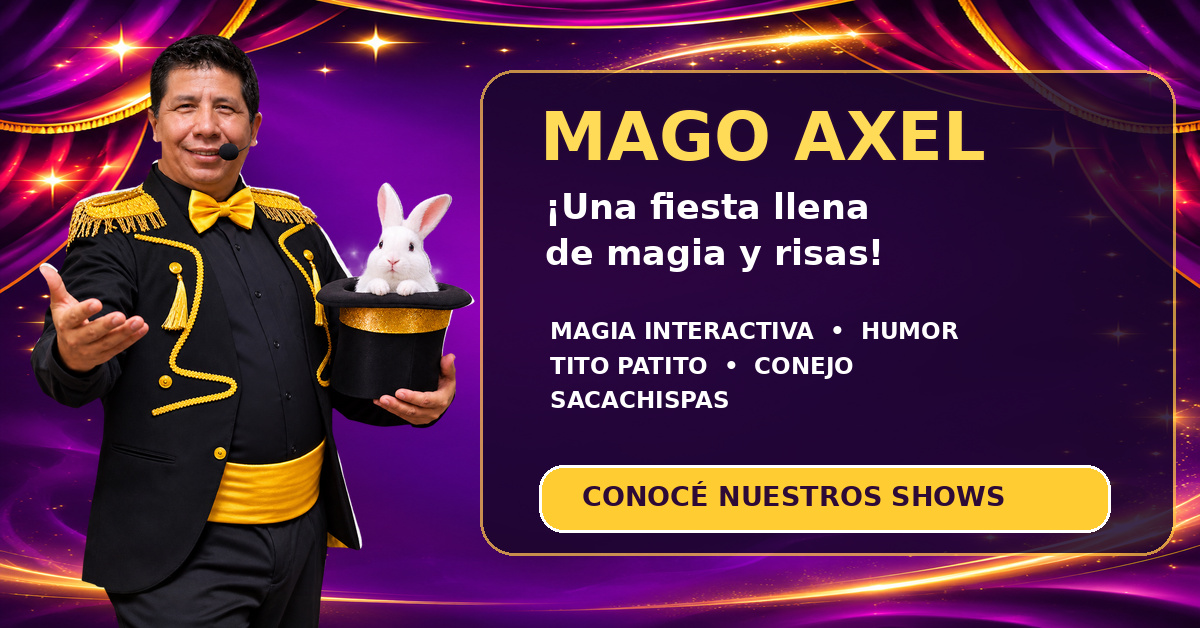 MAGO AXEL
¡Una fiesta llena
de magia y risas!
MAGIA INTERACTIVA • HUMOR
TITO PATITO • CONEJO
SACACHISPAS
CONOCÉ NUESTROS SHOWS